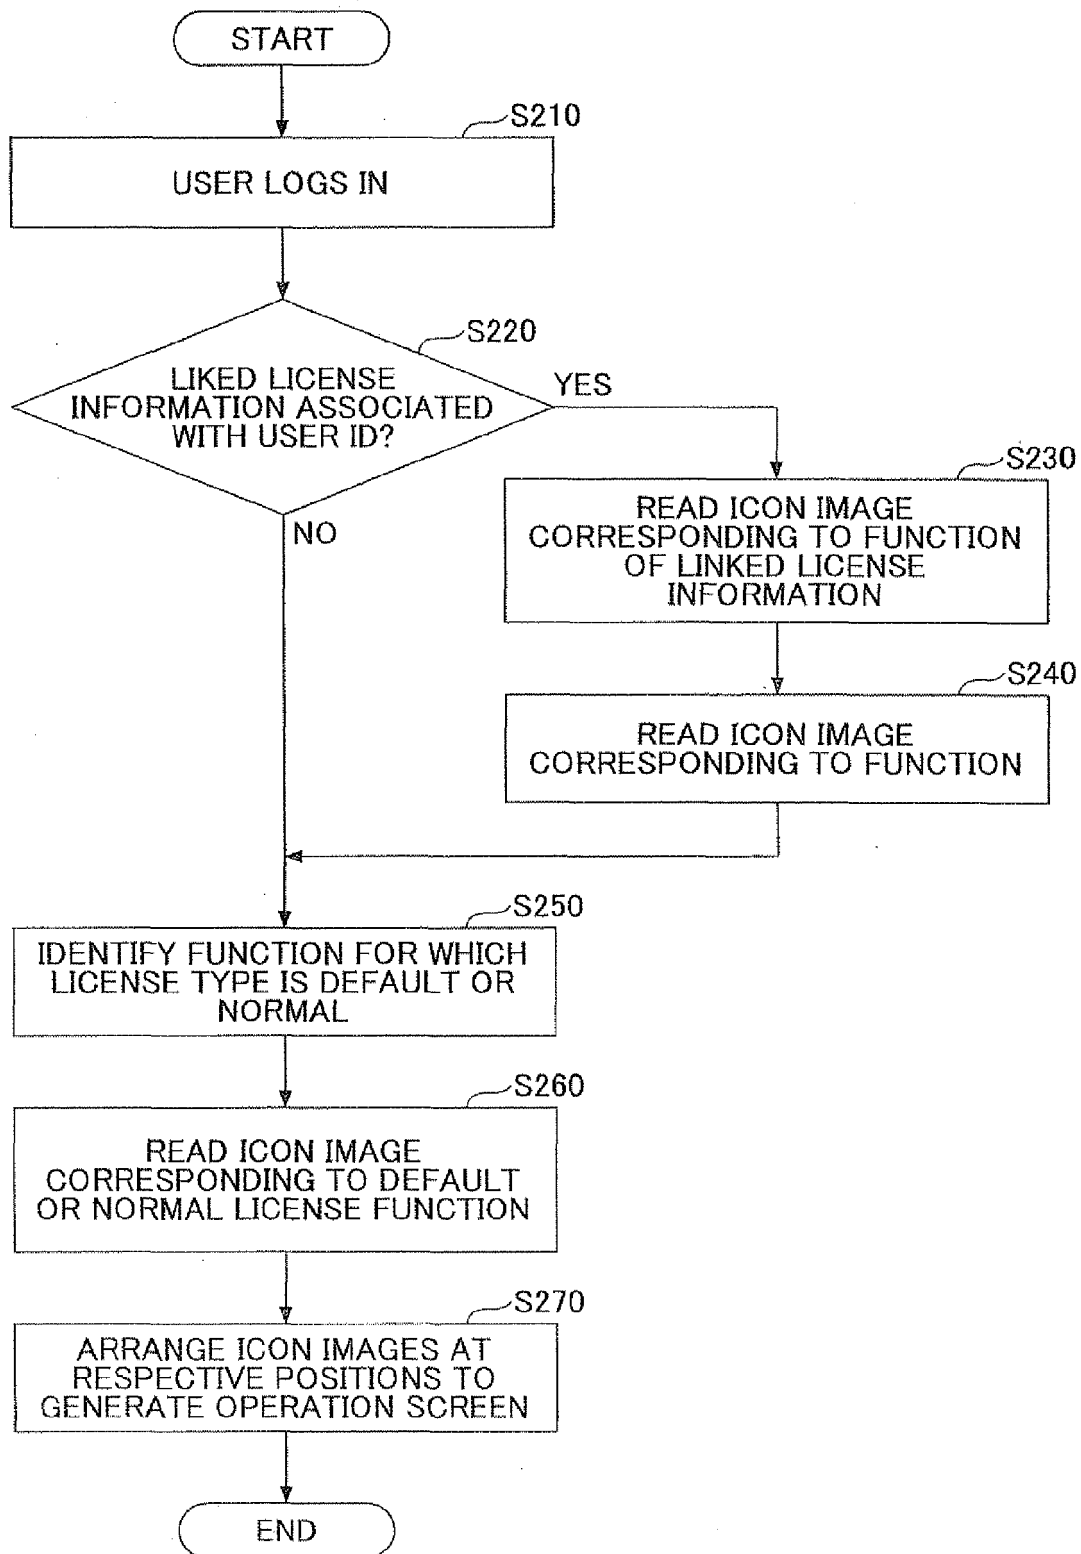 START
S210
USER LOGS IN
S220
LIKED LICENSE
INFORMATION ASSOCIATED
WITH USER ID?
YES
NO
S230
READ ICON IMAGE
CORRESPONDING TO FUNCTION
OF LINKED LICENSE
INFORMATION
S240
READ ICON IMAGE
CORRESPONDING TO FUNCTION
S250
IDENTIFY FUNCTION FOR WHICH
LICENSE TYPE IS DEFAULT OR
NORMAL
S260
READ ICON IMAGE
CORRESPONDING TO DEFAULT
OR NORMAL LICENSE FUNCTION
S270
ARRANGE ICON IMAGES AT
RESPECTIVE POSITIONS TO
GENERATE OPERATION SCREEN
END